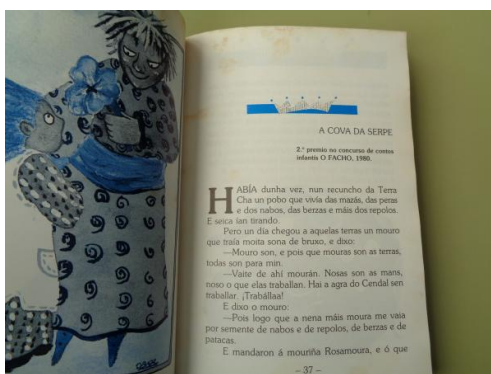 A COVA DA SERPE
2.º premio no concurso de contos
infantis O FACHO, 1980.
HABÍA dunha vez, nun recuncho da Terra
Cha un pobo que vivía das mazás, das peras
e dos nabos, das berzas e máis dos repolos.
E seica ían tirando.
Pero un día chegou a aquelas terras un mouro
que traía moita sona de bruxo, e dixo:
—Mouro son, e pois que mouras son as terras,
todas son para min.
—Vaite de ahí mourán. Nosas son as mans,
noso o que elas traballan. Hai a agra do Cendal sen
traballar. ¡Trabállaa!
E dixo o mouro:
—Pois logo que a nena máis moura me vaia
por semente de nabos e de repolos, de berzas e de
patacas.
E mandaron á mouriña Rosamoura, e ó que
– 37 –